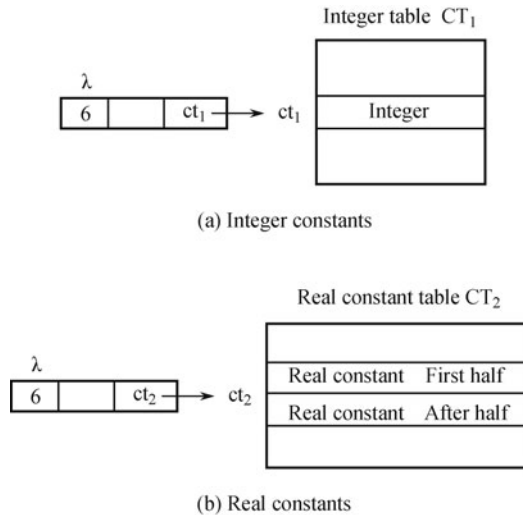 Integer table CT₁
λ
6 ct₁ ct₁ Integer
(a) Integer constants
Real constant table CT₂
λ
Real constant First half
6 ct₂ ct₂
Real constant After half
(b) Real constants